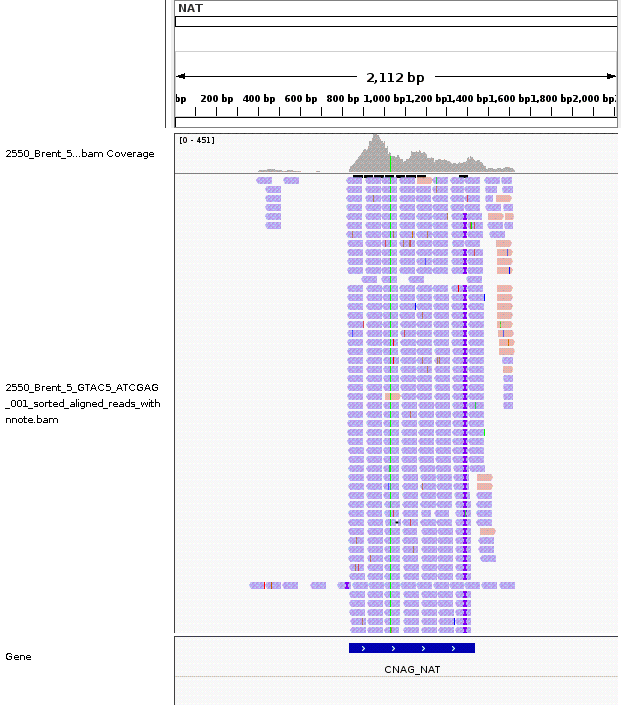 NAT
2,112 bp
bp 200 bp 400 bp 600 bp 800 bp 1,000 bp 1,200 bp 1,400 bp 1,600 bp 1,800 bp 2,000 bp
[0 - 451]
2550_Brent_5...bam Coverage
2550_Brent_5_GTAC5_ATCGAG
_001_sorted_aligned_reads_with
nnote.bam
Gene
CNAG_NAT